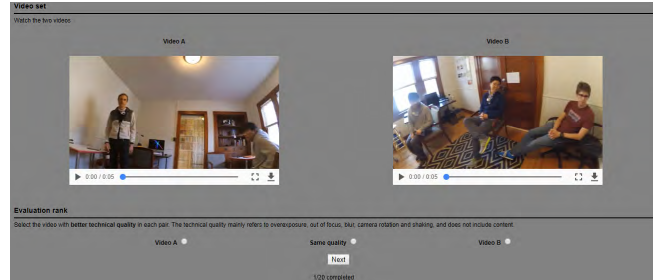 Video set
Watch the two videos
Video A
Video B
0:00 / 0:05
0:00 / 0:05
Evaluation rank
Select the video with better technical quality in each pair. The technical quality mainly refers to overexposure, out of focus, blur, camera rotation and shaking, and does not include content.
Video A
Same quality
Video B
Next
1/20 completed